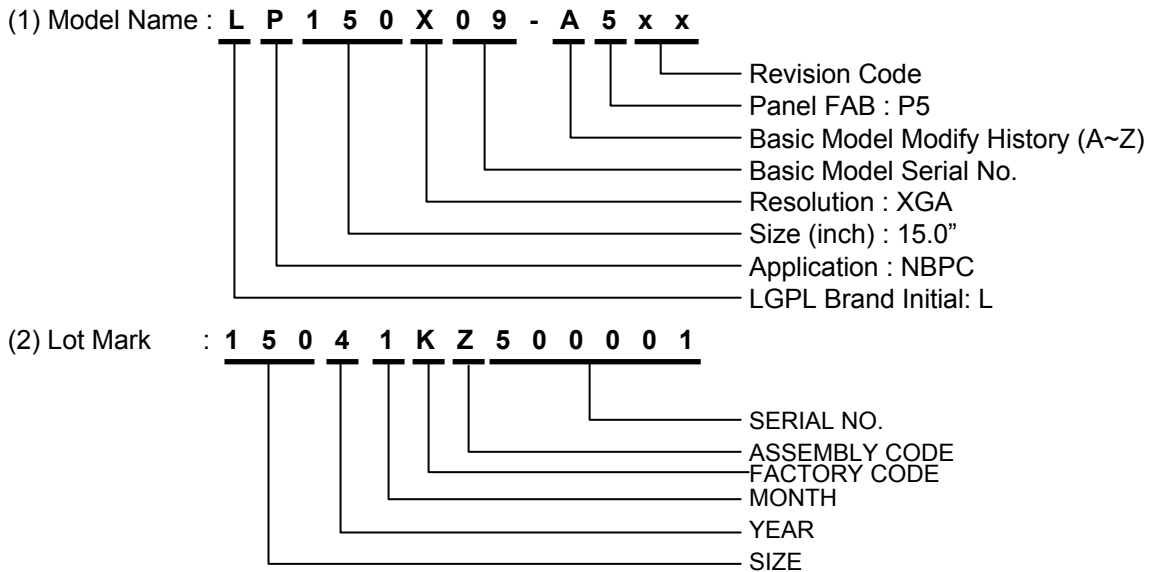 (1) Model Name : L P 1 5 0 X 0 9 - A 5 x x
Revision Code
Panel FAB : P5
Basic Model Modify History (A~Z)
Basic Model Serial No.
Resolution : XGA
Size (inch) : 15.0”
Application : NBPC
LGPL Brand Initial: L
(2) Lot Mark : 1 5 0 4 1 K Z 5 0 0 0 0 1
SERIAL NO.
ASSEMBLY CODE
FACTORY CODE
MONTH
YEAR
SIZE